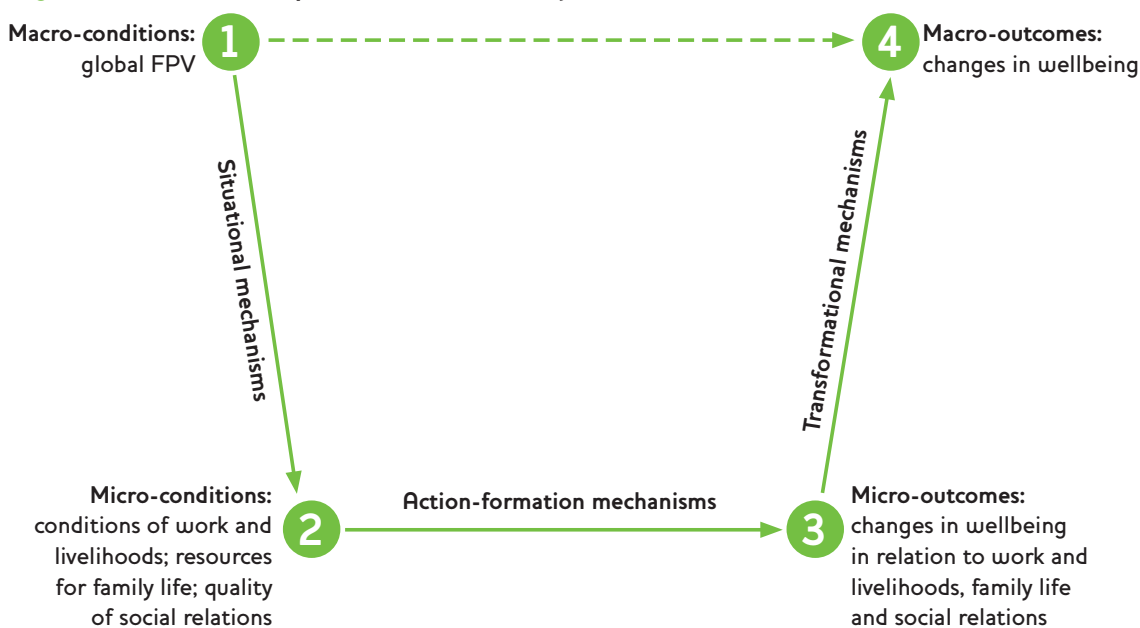 Macro-conditions:
global FPV
1
4
Macro-outcomes:
changes in wellbeing
Situational mechanisms
Transformational mechanisms
Micro-conditions:
conditions of work and
livelihoods; resources
for family life; quality
of social relations
2
Action-formation mechanisms
3
Micro-outcomes:
changes in wellbeing
in relation to work and
livelihoods, family life
and social relations